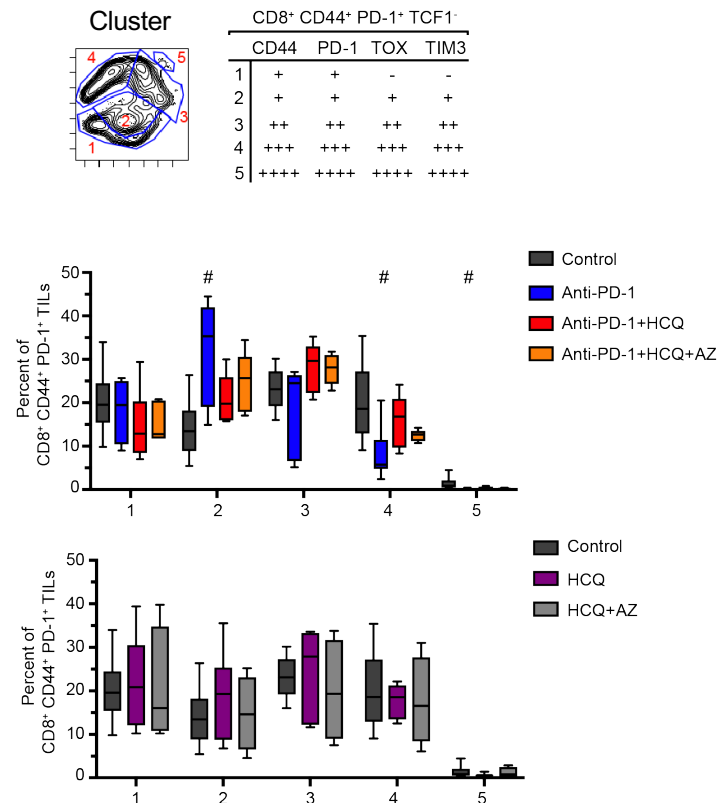 Cluster
4
5
2
3
1
CD8⁺ CD44⁺ PD-1⁺ TCF1⁻
CD44 PD-1 TOX TIM3
1 + + - -
2 + + + +
3 ++ ++ ++ ++
4 +++ +++ +++ +++
5 ++++ ++++ ++++ ++++
Percent of
CD8⁺ CD44⁺ PD-1⁺ TILs
50
40
30
20
10
0
# # #
1 2 3 4 5
Control
Anti-PD-1
Anti-PD-1+HCQ
Anti-PD-1+HCQ+AZ
Percent of
CD8⁺ CD44⁺ PD-1⁺ TILs
50
40
30
20
10
0
1 2 3 4 5
Control
HCQ
HCQ+AZ